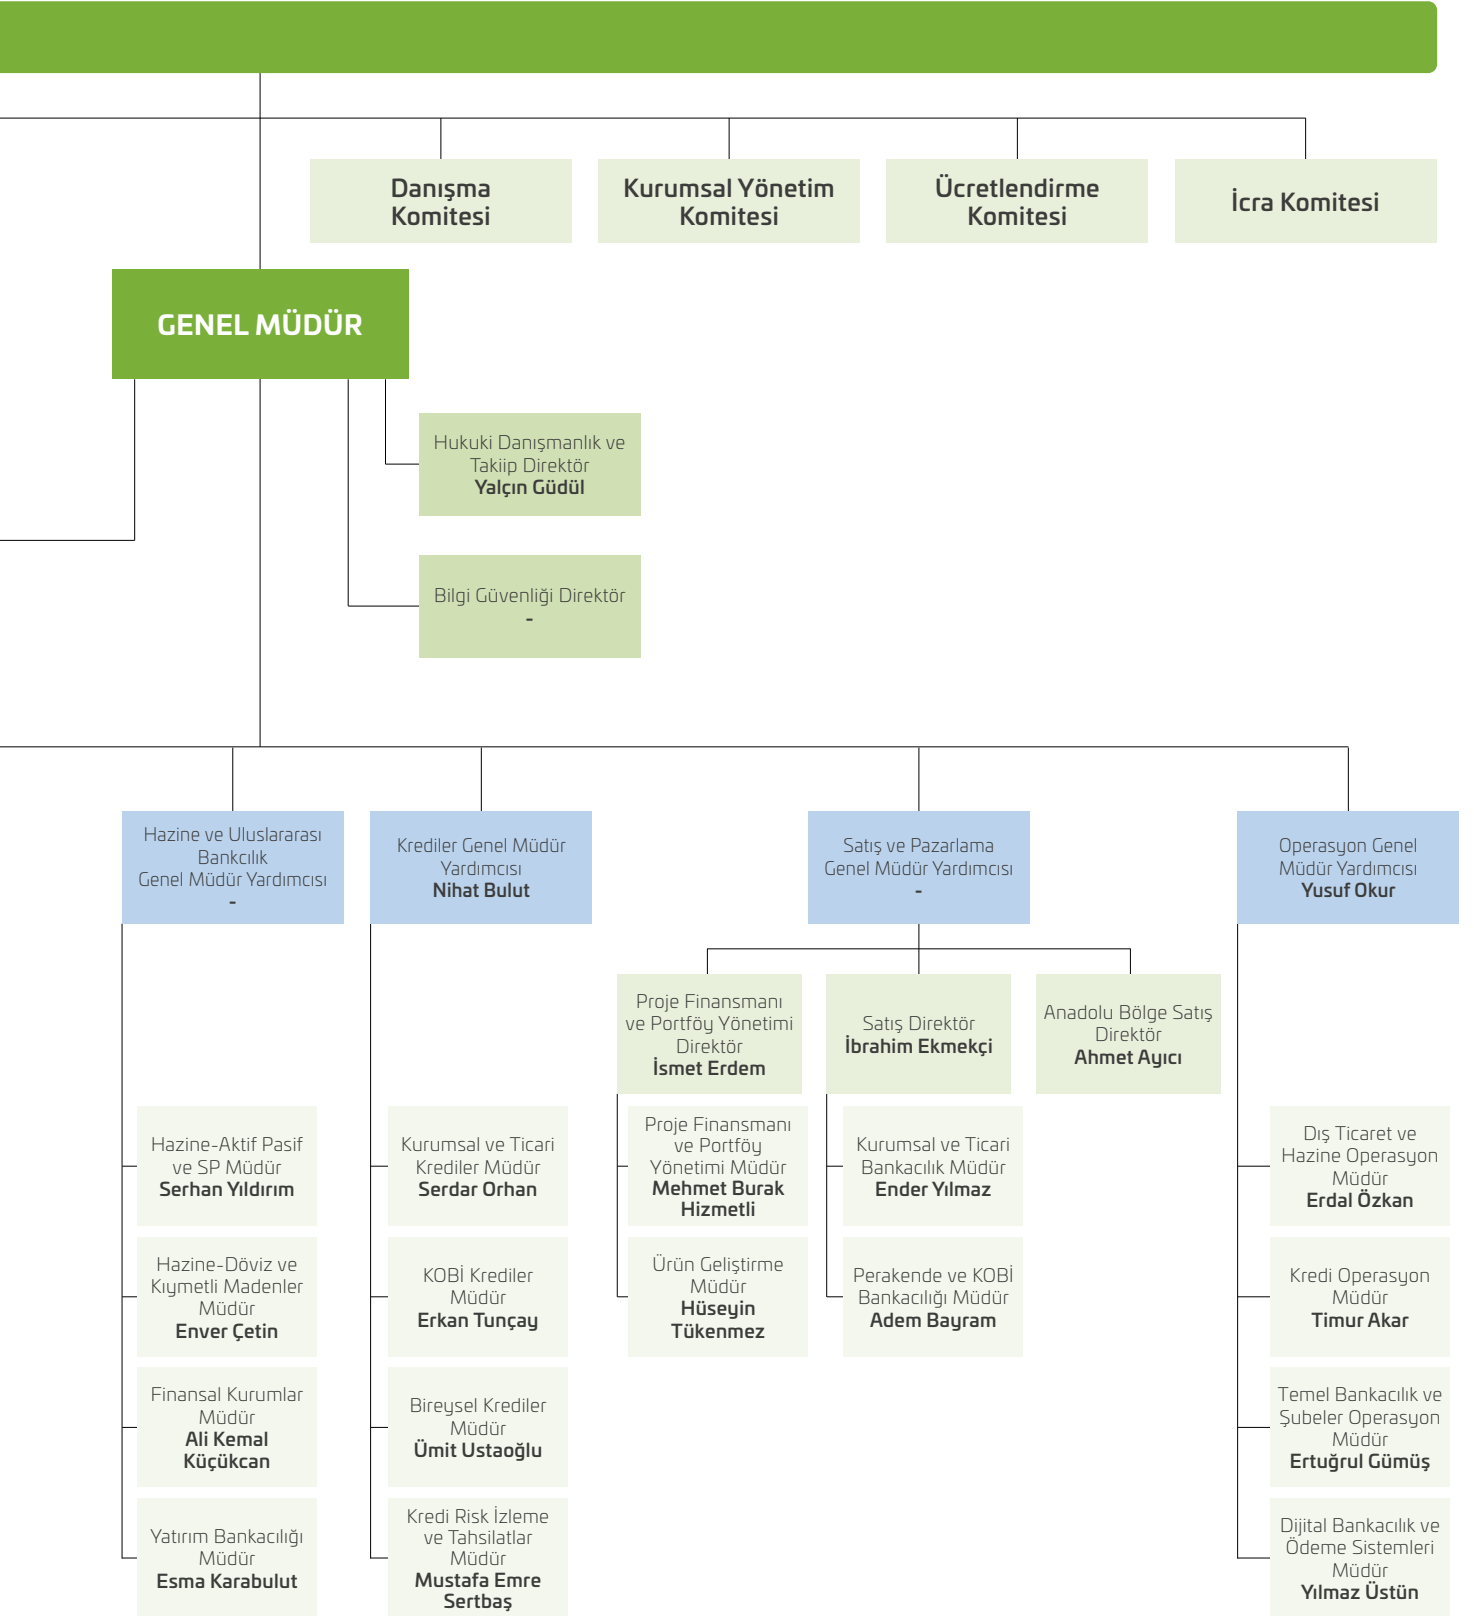 Danışma
Komitesi
Kurumsal Yönetim
Komitesi
Ücretlendirme
Komitesi
İcra Komitesi
GENEL MÜDÜR
Hukuki Danışmanlık ve
Takiip Direktör
Yalçın Güdül
Bilgi Güvenliği Direktör
-
Hazine ve Uluslararası
Bankcılık
Genel Müdür Yardımcısı
-
Krediler Genel Müdür
Yardımcısı
Nihat Bulut
Satış ve Pazarlama
Genel Müdür Yardımcısı
-
Operasyon Genel
Müdür Yardımcısı
Yusuf Okur
Proje Finansmanı
ve Portföy Yönetimi
Direktör
İsmet Erdem
Satış Direktör
İbrahim Ekmekçi
Anadolu Bölge Satış
Direktör
Ahmet Ayıcı
Hazine-Aktif Pasif
ve SP Müdür
Serhan Yıldırım
Kurumsal ve Ticari
Krediler Müdür
Serdar Orhan
Proje Finansmanı
ve Portföy
Yönetimi Müdür
Mehmet Burak
Hizmetli
Kurumsal ve Ticari
Bankacılık Müdür
Ender Yılmaz
Dış Ticaret ve
Hazine Operasyon
Müdür
Erdal Özkan
Hazine-Döviz ve
Kıymetli Madenler
Müdür
Enver Çetin
KOBİ Krediler
Müdür
Erkan Tunçay
Ürün Geliştirme
Müdür
Hüseyin
Tükenmez
Perakende ve KOBİ
Bankacılığı Müdür
Adem Bayram
Kredi Operasyon
Müdür
Timur Akar
Finansal Kurumlar
Müdür
Ali Kemal
Küçükcan
Bireysel Krediler
Müdür
Ümit Ustaoğlu
Temel Bankacılık ve
Şubeler Operasyon
Müdür
Ertuğrul Gümüş
Yatırım Bankacılığı
Müdür
Esma Karabulut
Kredi Risk İzleme
ve Tahsilatlar
Müdür
Mustafa Emre
Sertbaş
Dijital Bankacılık ve
Ödeme Sistemleri
Müdür
Yılmaz Üstün